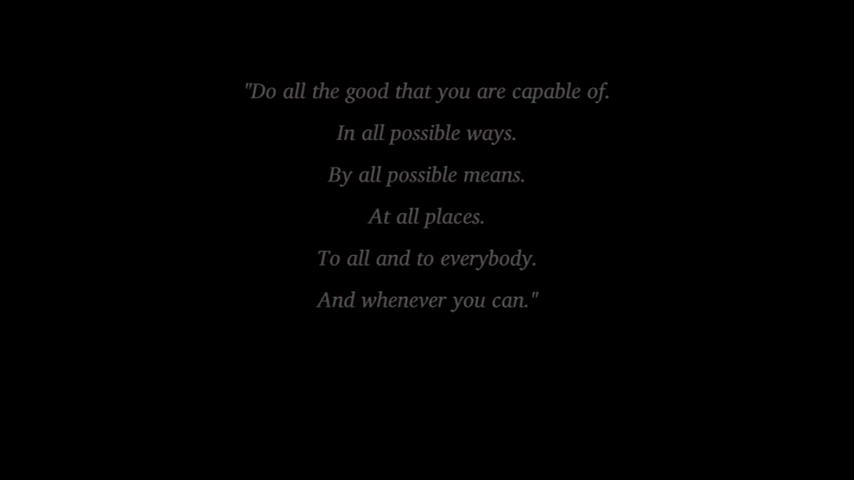 "Do all the good that you are capable of.
In all possible ways.
By all possible means.
At all places.
To all and to everybody.
And whenever you can."